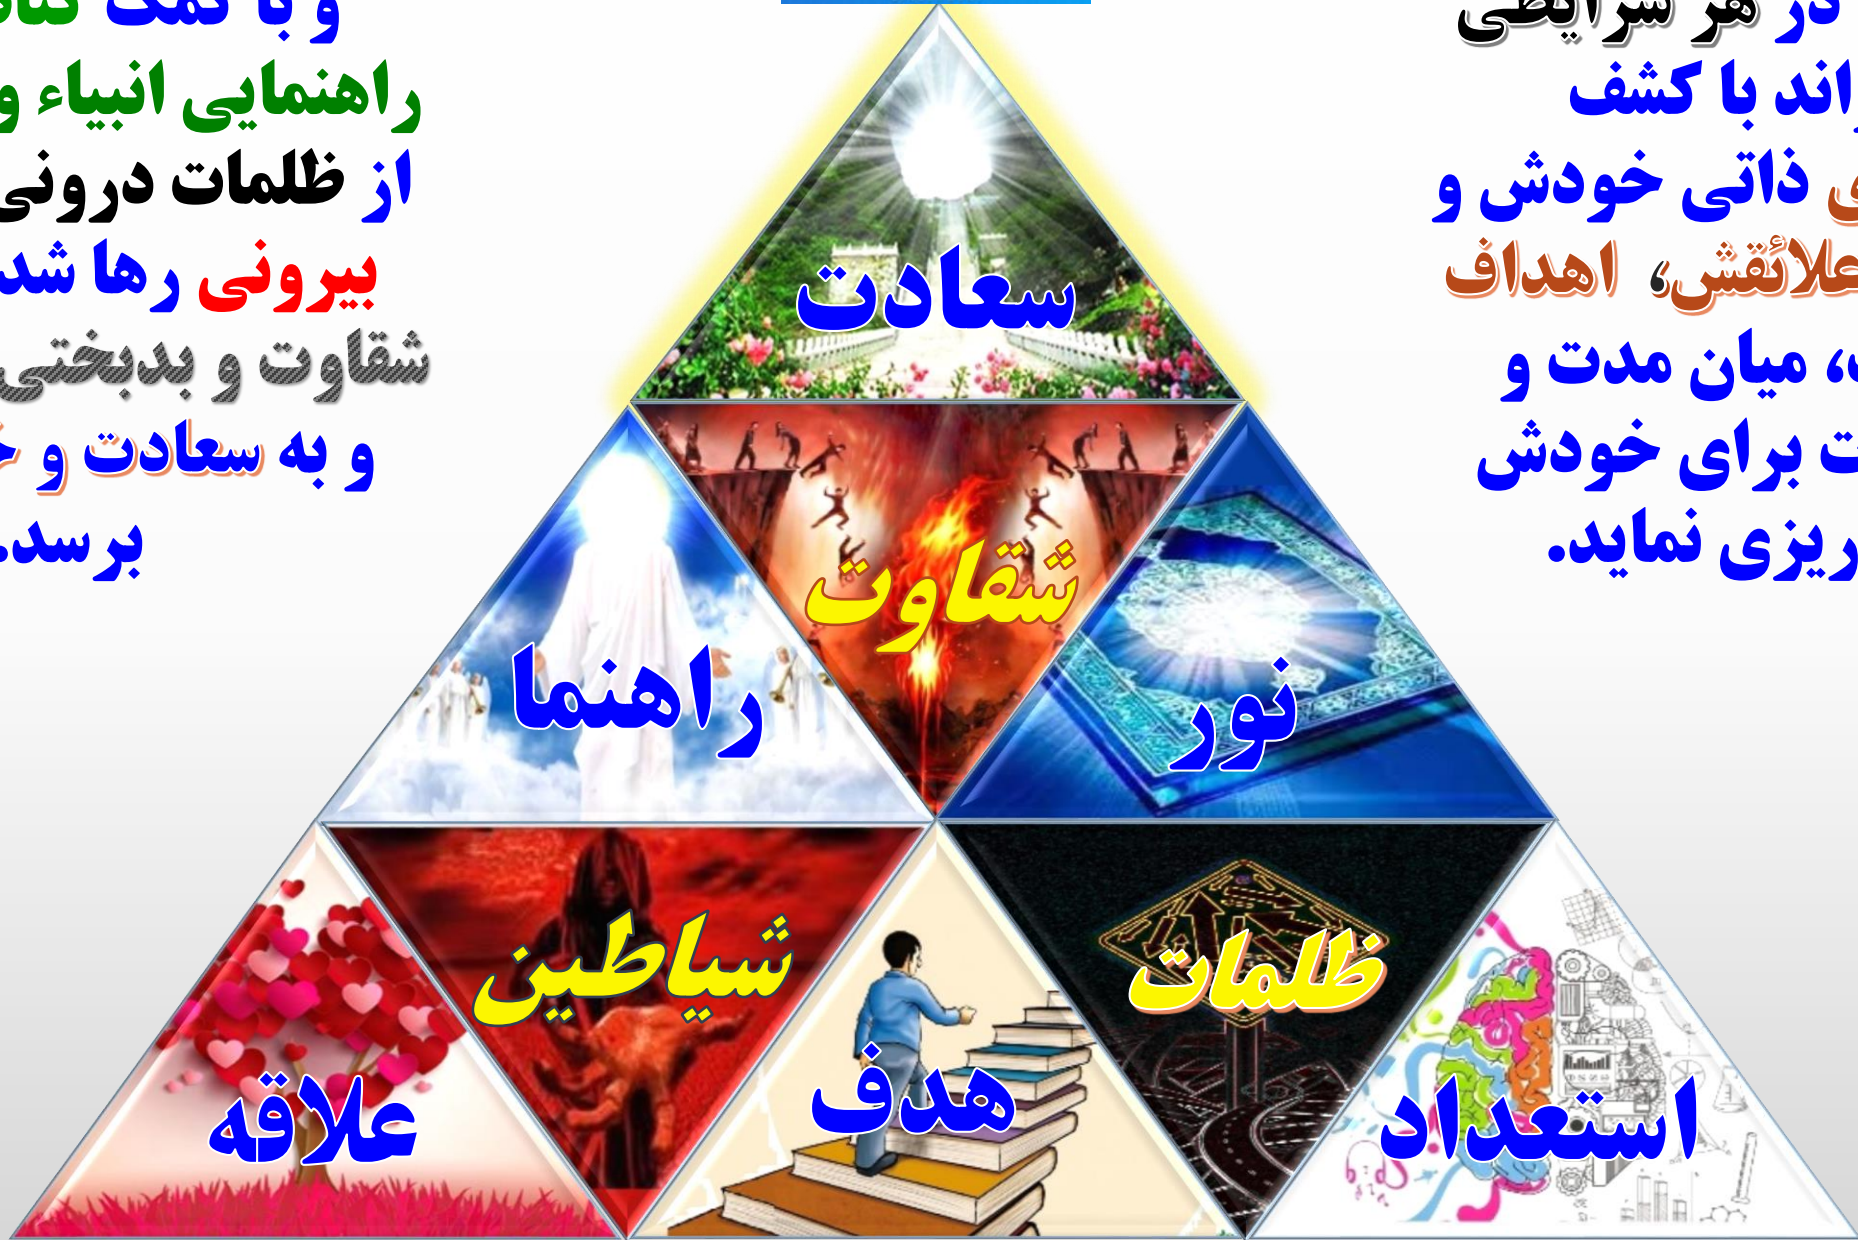 در هر شرایطی
با کشف
ذاتی خودش و
علائقش، اهداف
میان مدت و
برای خودش
ریزی نماید.
و با کمک
راهنمایی انبیاء و
از ظلمات درونی
بیرونی رها شد
شقاوت و بدبختی
و به سعادت و
برسد.
سعادت
شقاوت
نور
راهنما
شیاطین
ظلمات
استعداد
هدف
علاقه